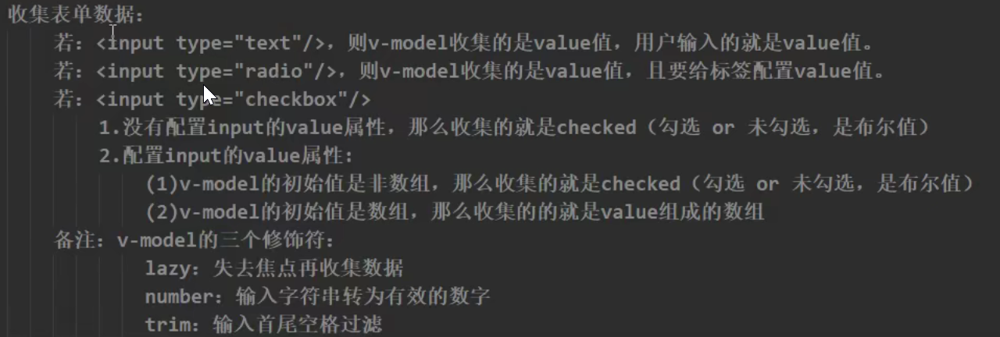 收集表单数据：
若：<input type="text"/>，则v-model收集的是value值，用户输入的就是value值。
若：<input type="radio"/>，则v-model收集的是value值，且要给标签配置value值。
若：<input type="checkbox"/>
1.没有配置input的value属性，那么收集的就是checked（勾选 or 未勾选，是布尔值）
2.配置input的value属性:
(1)v-model的初始值是非数组，那么收集的就是checked（勾选 or 未勾选，是布尔值）
(2)v-model的初始值是数组，那么收集的的就是value组成的数组
备注：v-model的三个修饰符：
lazy：失去焦点再收集数据
number：输入字符串转为有效的数字
trim：输入首尾空格过滤